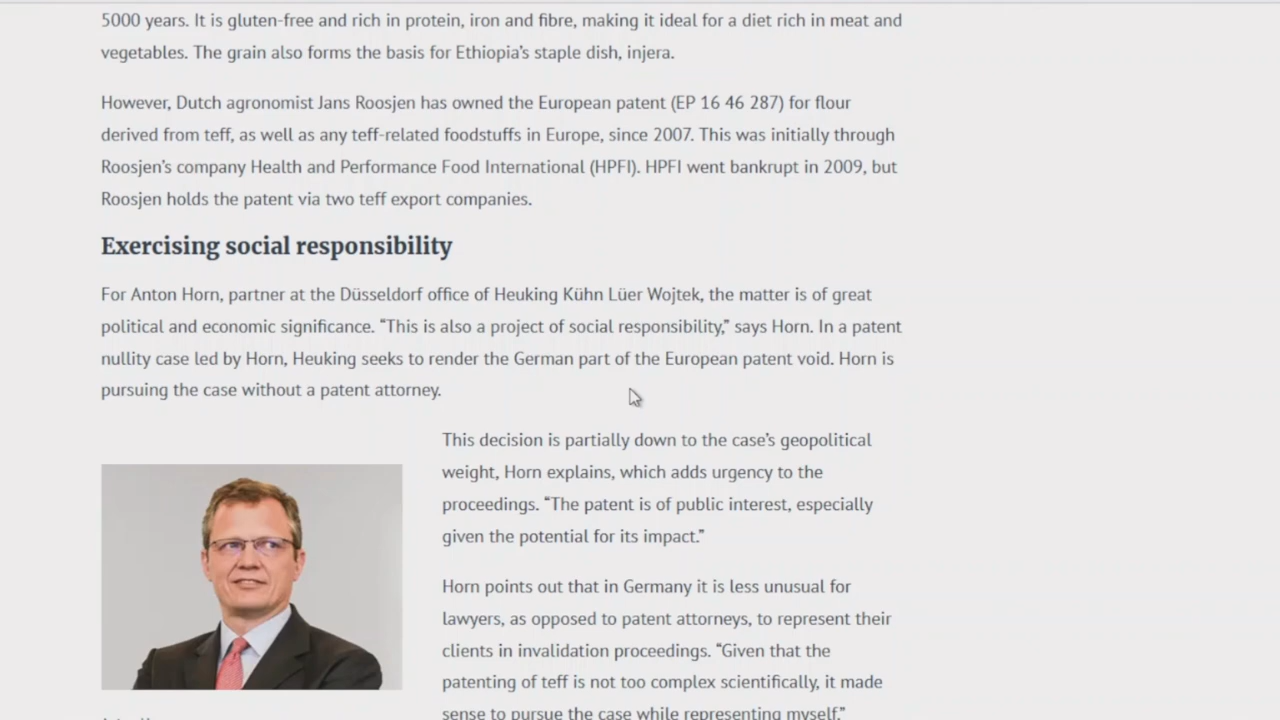 5000 years. It is gluten-free and rich in protein, iron and fibre, making it ideal for a diet rich in meat and
vegetables. The grain also forms the basis for Ethiopia’s staple dish, injera.
However, Dutch agronomist Jans Roosjen has owned the European patent (EP 16 46 287) for flour
derived from teff, as well as any teff-related foodstuffs in Europe, since 2007. This was initially through
Roosjen’s company Health and Performance Food International (HPFI). HPFI went bankrupt in 2009, but
Roosjen holds the patent via two teff export companies.
Exercising social responsibility
For Anton Horn, partner at the Düsseldorf office of Heuking Kühn Lüer Wojtek, the matter is of great
political and economic significance. “This is also a project of social responsibility,” says Horn. In a patent
nullity case led by Horn, Heuking seeks to render the German part of the European patent void. Horn is
pursuing the case without a patent attorney.
This decision is partially down to the case’s geopolitical
weight, Horn explains, which adds urgency to the
proceedings. “The patent is of public interest, especially
given the potential for its impact.”
Horn points out that in Germany it is less unusual for
lawyers, as opposed to patent attorneys, to represent their
clients in invalidation proceedings. “Given that the
patenting of teff is not too complex scientifically, it made
sense to pursue the case while representing myself.”